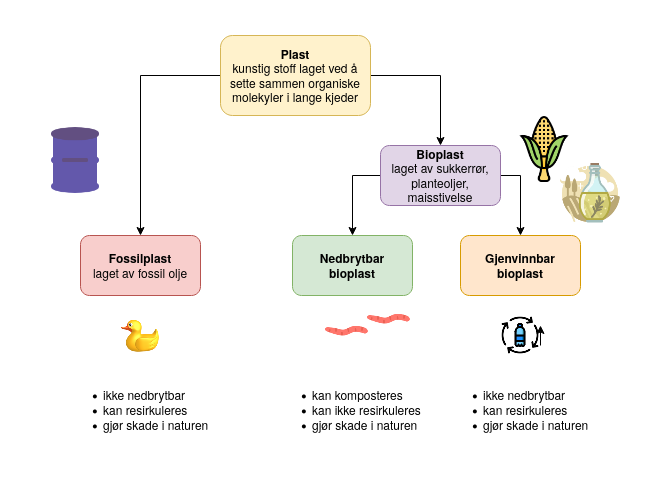 Plast
kunstig stoff laget ved å
sette sammen organiske
molekyler i lange kjeder
Bioplast
laget av sukkerrør,
planteoljer,
maisstivelse
Fossilplast
laget av fossil olje
Nedbrytbar
bioplast
Gjenvinnbar
bioplast
• ikke nedbrytbar
• kan resirkuleres
• gjør skade i naturen
• kan komposteres
• kan ikke resirkuleres
• gjør skade i naturen
• ikke nedbrytbar
• kan resirkuleres
• gjør skade i naturen